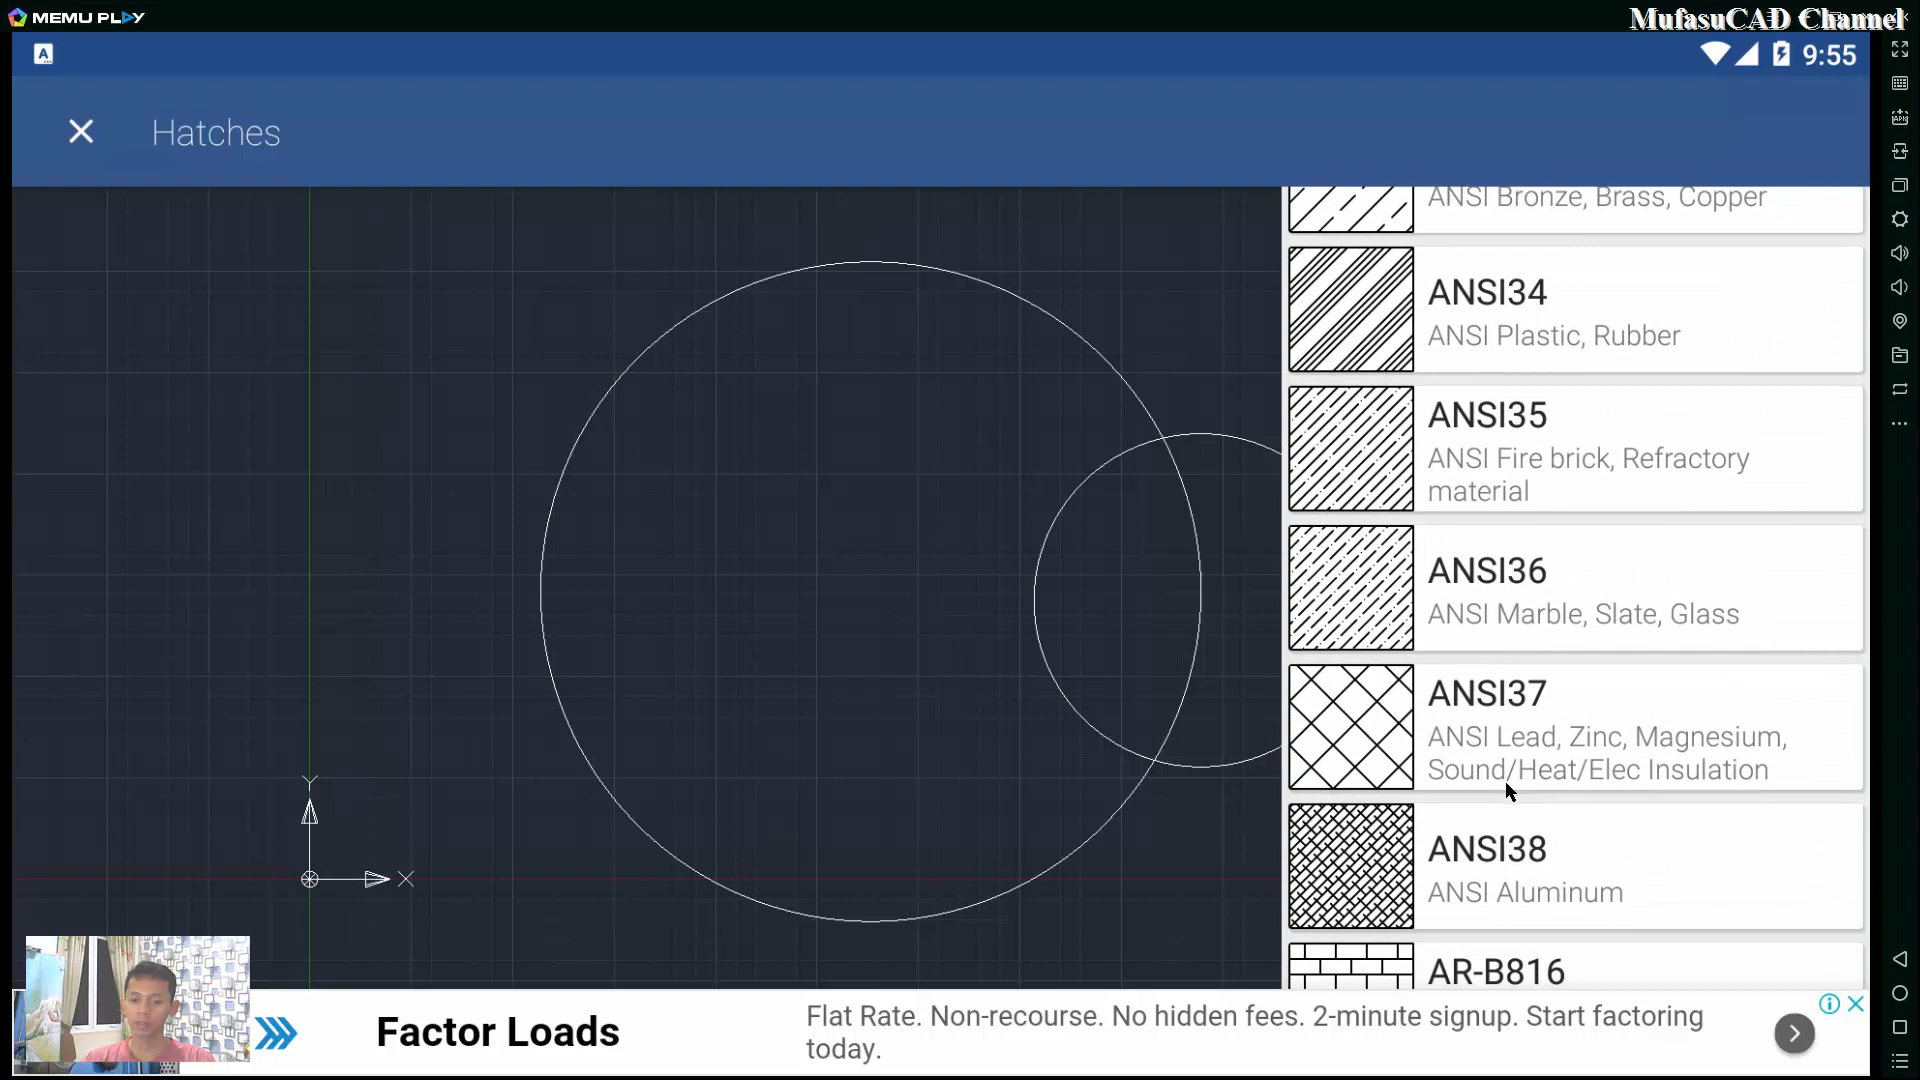 MEMU PLAY
MufasuCAD Channel
A
9:55
Hatches
ANSI Bronze, Brass, Copper
ANSI34
ANSI Plastic, Rubber
ANSI35
ANSI Fire brick, Refractory
material
ANSI36
ANSI Marble, Slate, Glass
ANSI37
ANSI Lead, Zinc, Magnesium,
Sound/Heat/Elec Insulation
ANSI38
ANSI Aluminum
AR-B816
Y
X
Factor Loads
Flat Rate. Non-recourse. No hidden fees. 2-minute signup. Start factoring
today.